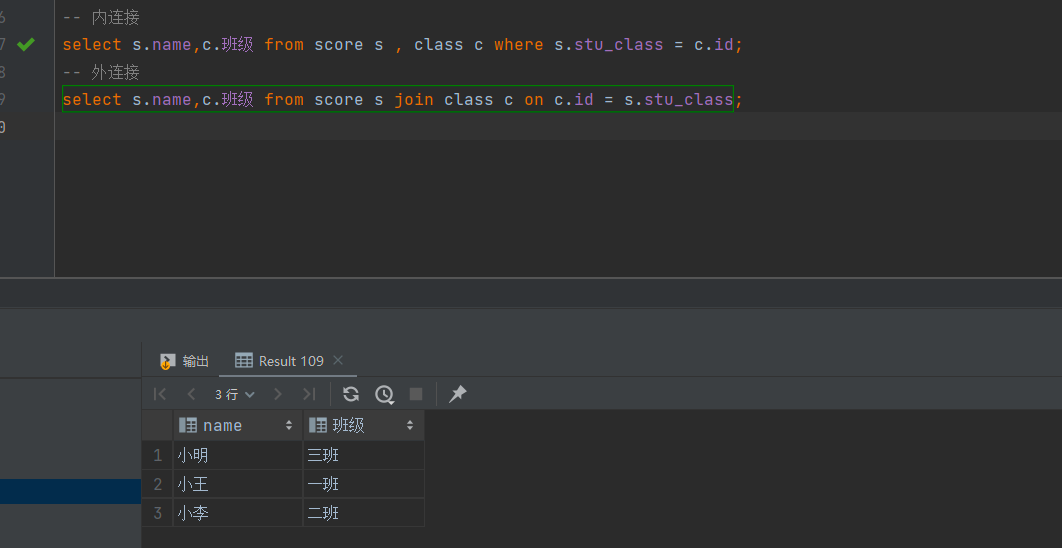 -- 内连接
7 select s.name,c.班级 from score s , class c where s.stu_class = c.id;
8 -- 外连接
9 select s.name,c.班级 from score s join class c on c.id = s.stu_class;
输出 Result 109
3 行
name 班级
1 小明 三班
2 小王 一班
3 小李 二班